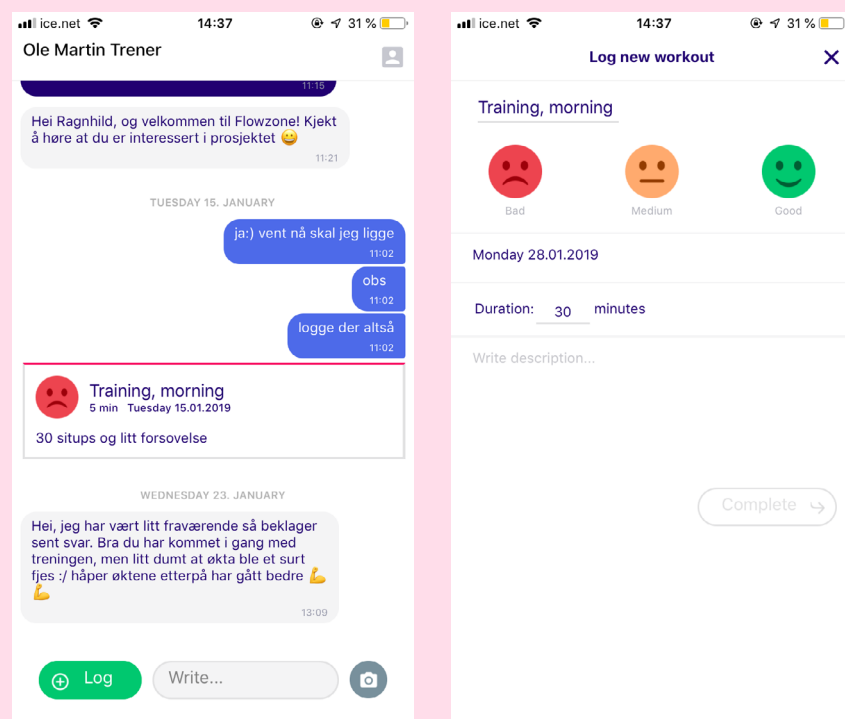 ice.net
14:37
31 %
Ole Martin Trener
11:15
Hei Ragnhild, og velkommen til Flowzone! Kjekt
å høre at du er interessert i prosjektet 😀
11:21
TUESDAY 15. JANUARY
ja:) vent nå skal jeg ligge
11:02
obs
11:02
logge der altså
11:02
Training, morning
5 min Tuesday 15.01.2019
30 situps og litt forsovelse
WEDNESDAY 23. JANUARY
Hei, jeg har vært litt fraværende så beklager
sent svar. Bra du har kommet i gang med
treningen, men litt dumt at økta ble et surt
fjes :/ håper øktene etterpå har gått bedre 💪
💪
13:09
Log
Write...
ice.net
14:37
31 %
Log new workout
Training, morning
Bad
Medium
Good
Monday 28.01.2019
Duration: 30 minutes
Write description...
Complete